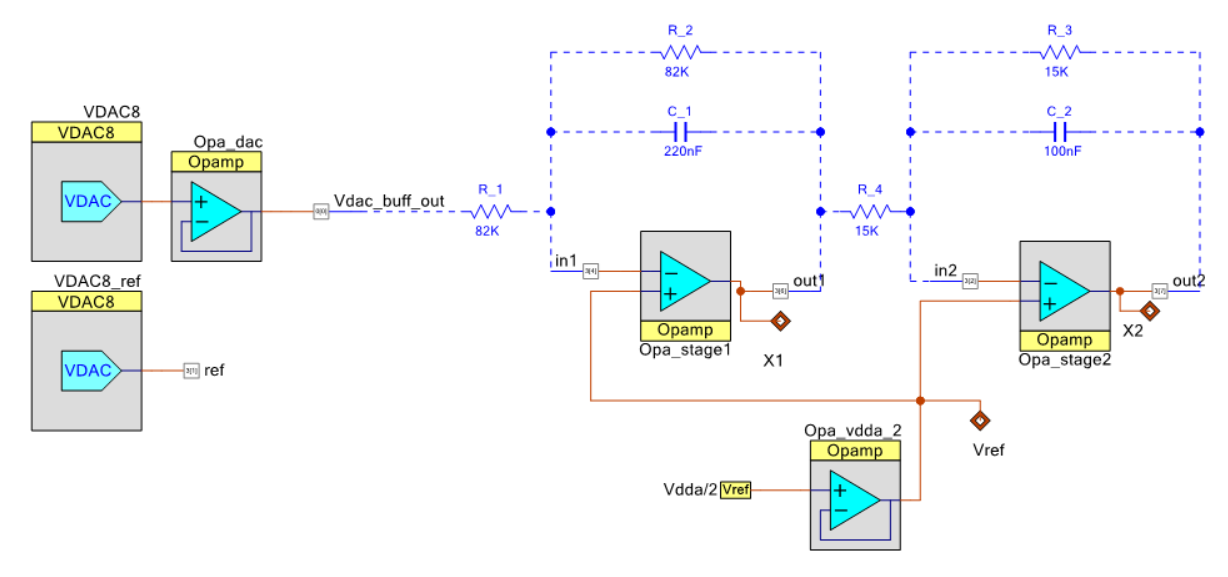 R_2
82K
C_1
220nF
R_3
15K
C_2
100nF
VDAC8
VDAC8
VDAC
Opa_dac
Opamp
+
−
Vdac_buff_out
R_1
82K
R_4
15K
in1
−
+
Opamp
Opa_stage1
out1
X1
in2
−
+
Opamp
Opa_stage2
out2
X2
VDAC8_ref
VDAC8
VDAC
ref
Vref
Opa_vdda_2
Opamp
+
−
Vdda/2
Vref